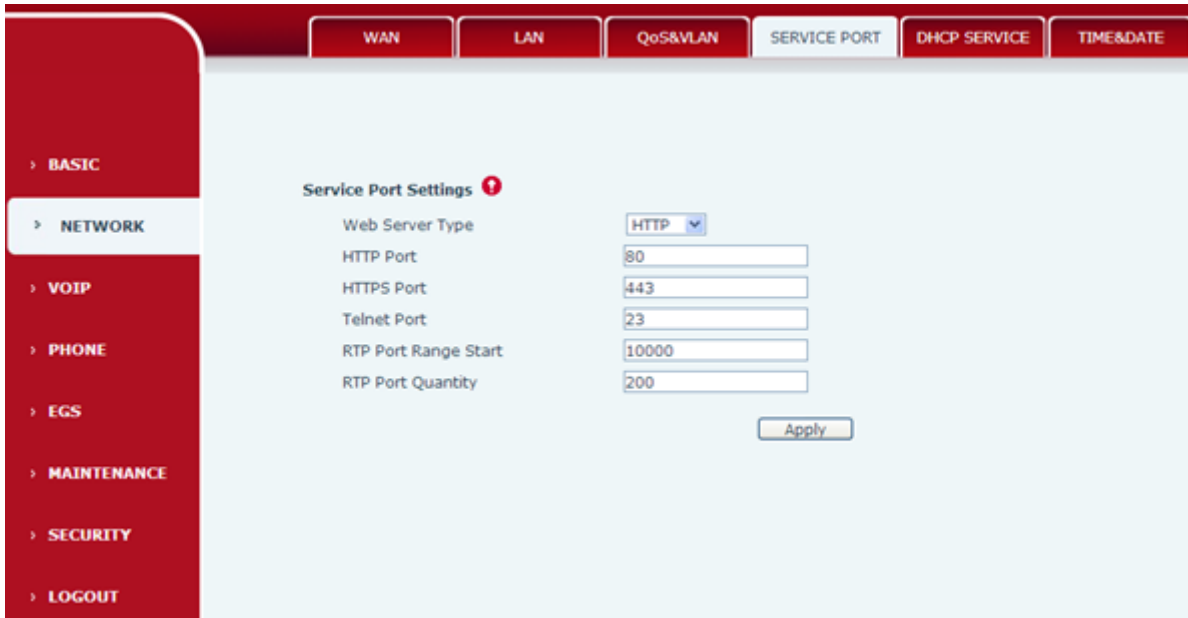 WAN LAN QoS&VLAN SERVICE PORT DHCP SERVICE TIME&DATE
› BASIC
› NETWORK
› VOIP
› PHONE
› EGS
› MAINTENANCE
› SECURITY
› LOGOUT
Service Port Settings
Web Server Type HTTP
HTTP Port 80
HTTPS Port 443
Telnet Port 23
RTP Port Range Start 10000
RTP Port Quantity 200
Apply